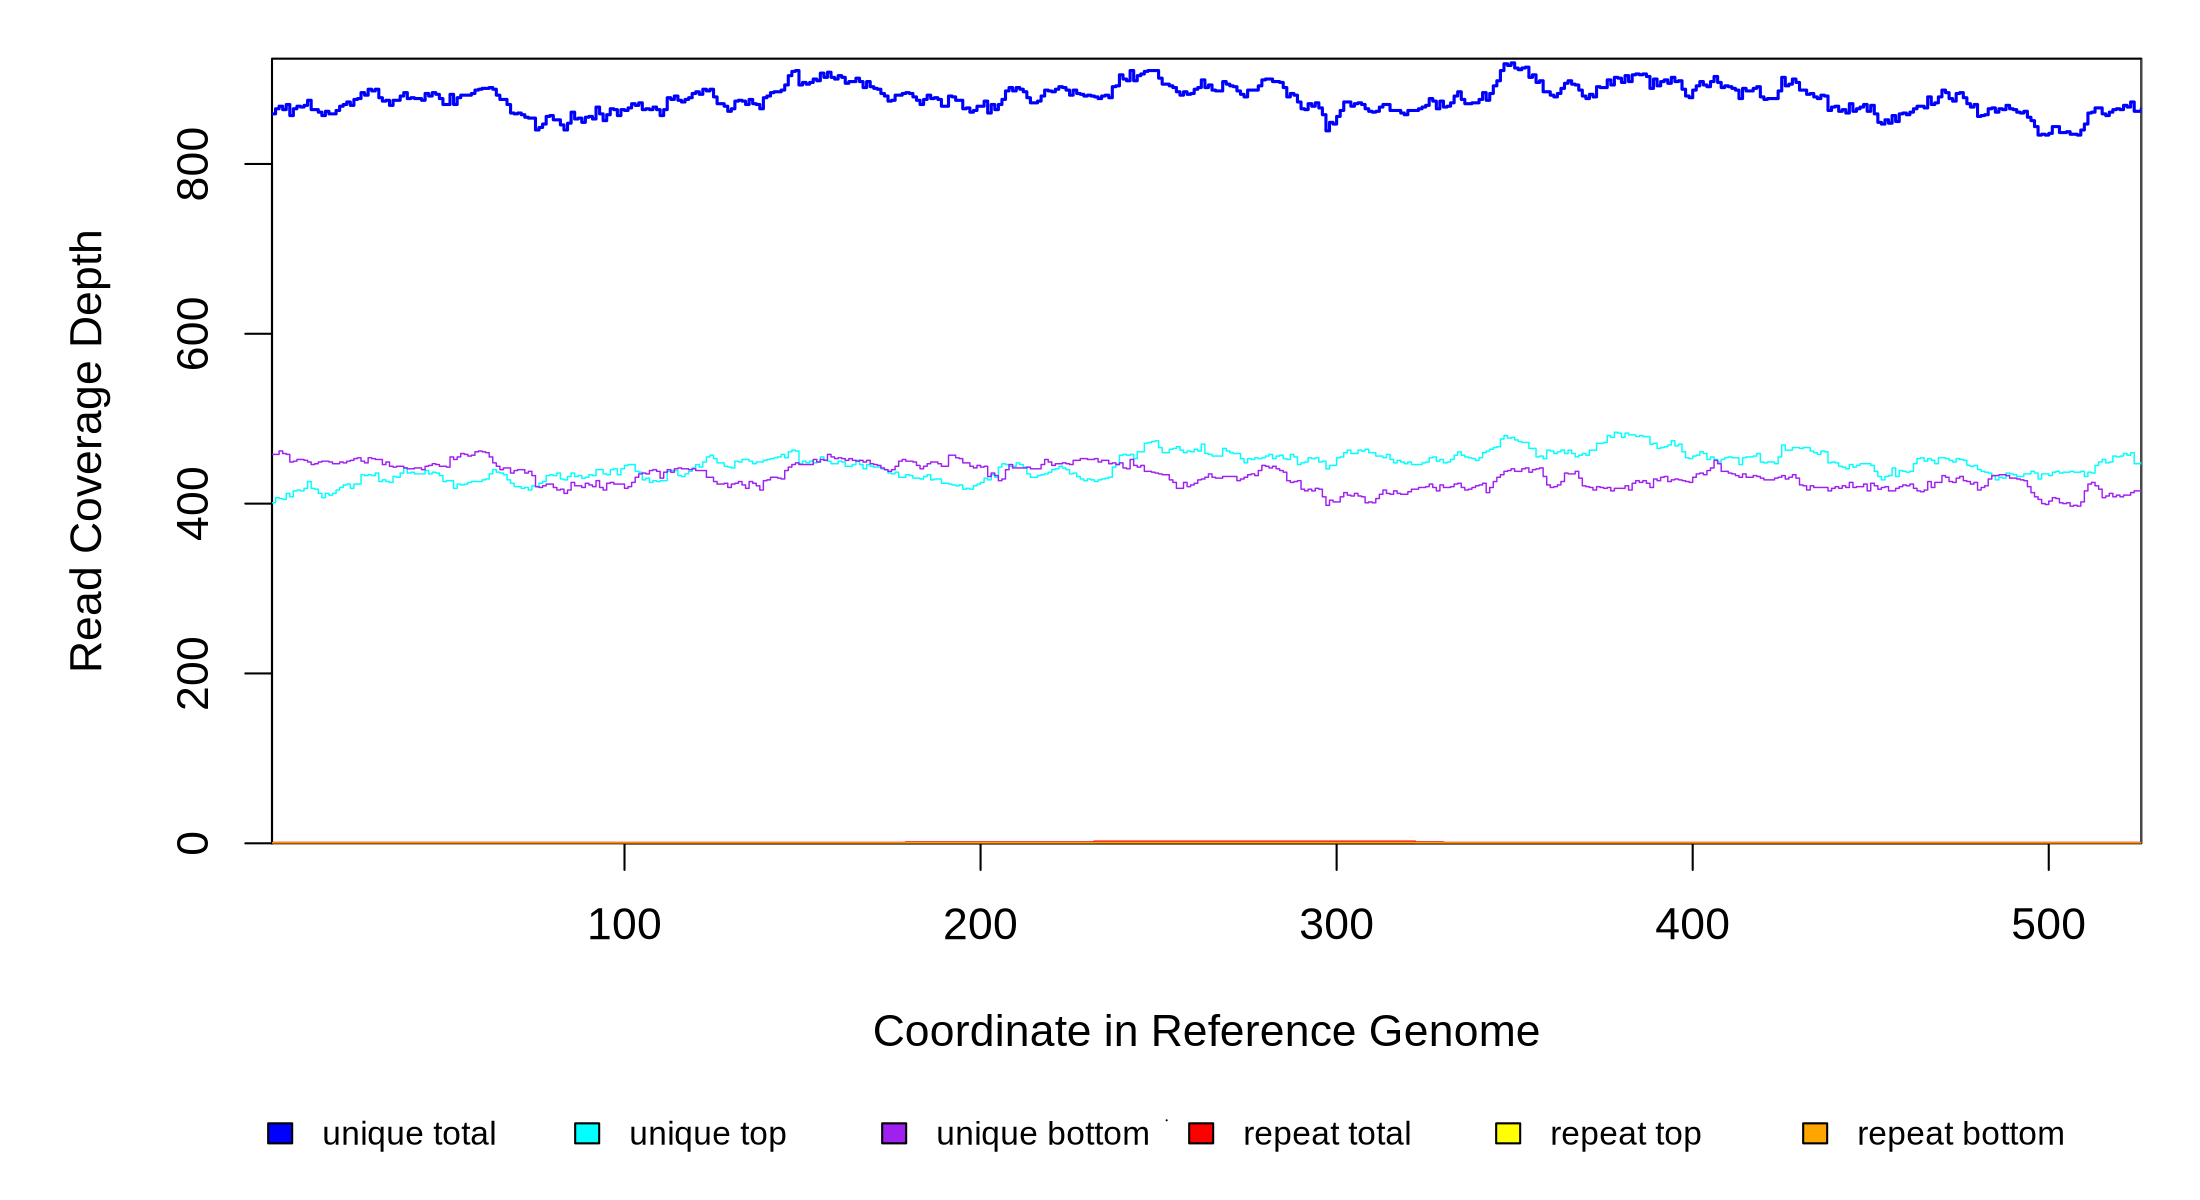 Read Coverage Depth
800
600
400
200
0
100 200 300 400 500
Coordinate in Reference Genome
unique total unique top unique bottom repeat total repeat top repeat bottom